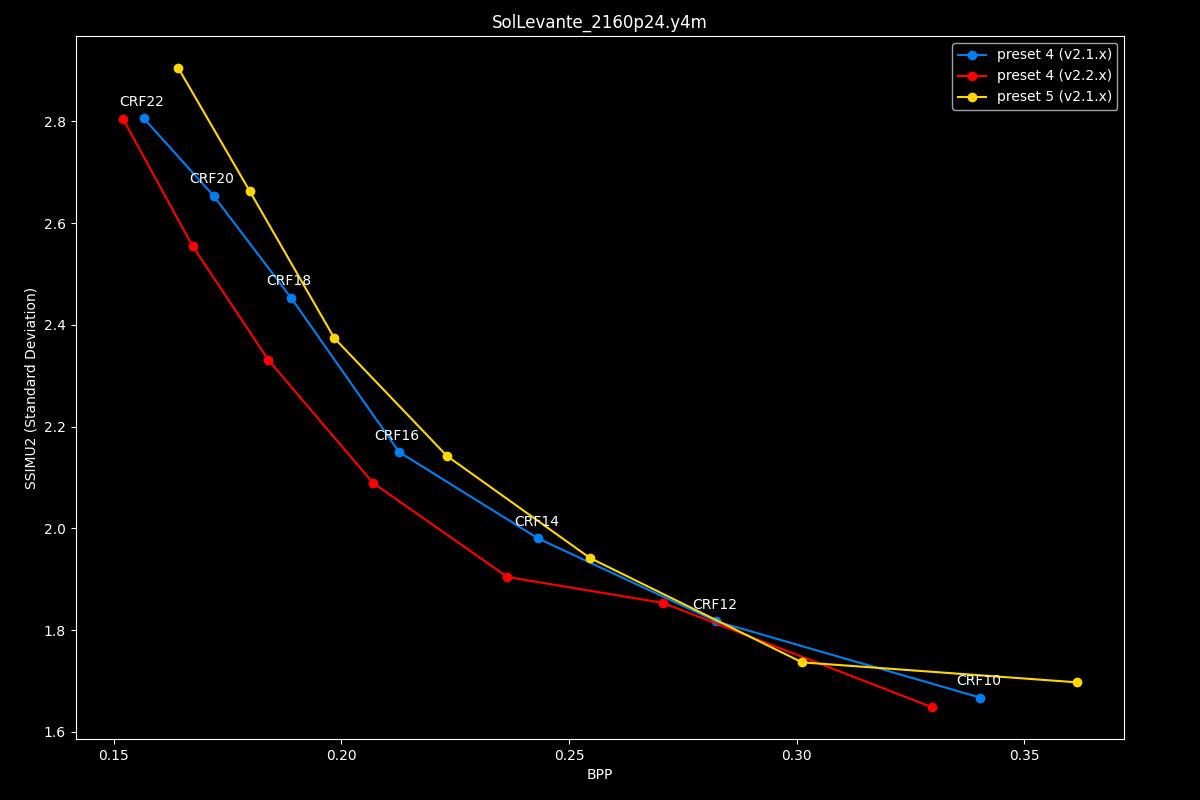 SolLevante_2160p24.y4m
preset 4 (v2.1.x)
preset 4 (v2.2.x)
preset 5 (v2.1.x)
CRF22
CRF20
CRF18
CRF16
CRF14
CRF12
CRF10
2.8
2.6
2.4
2.2
2.0
1.8
1.6
SSIMU2 (Standard Deviation)
0.15
0.20
0.25
0.30
0.35
BPP